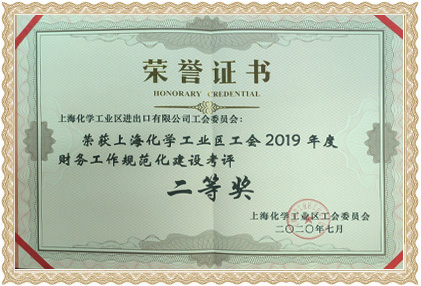 荣誉证书
HONORARY CREDENTIAL
上海化学工业区进出口有限公司工会委员会：
荣获上海化学工业区工会2019年度
财务工作规范化建设考评
二等奖
上海化学工业区工会委员会
二〇二〇年七月